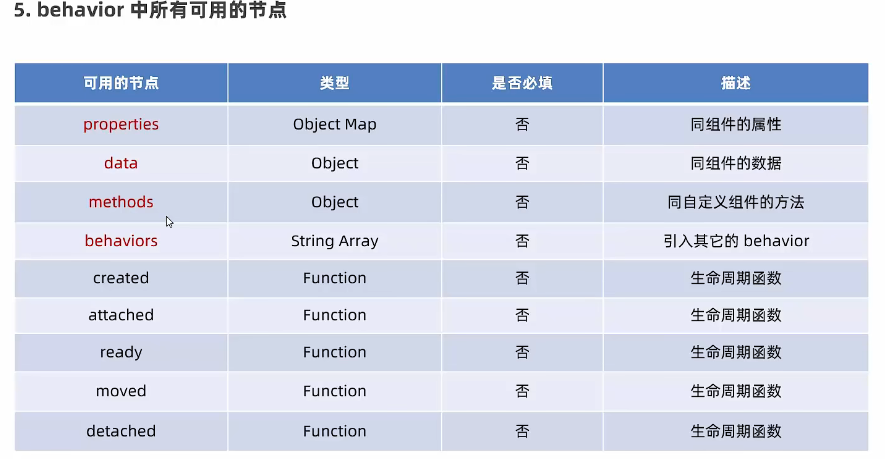 5. behavior 中所有可用的节点
可用的节点 类型 是否必填 描述
properties Object Map 否 同组件的属性
data Object 否 同组件的数据
methods Object 否 同自定义组件的方法
behaviors String Array 否 引入其它的 behavior
created Function 否 生命周期函数
attached Function 否 生命周期函数
ready Function 否 生命周期函数
moved Function 否 生命周期函数
detached Function 否 生命周期函数